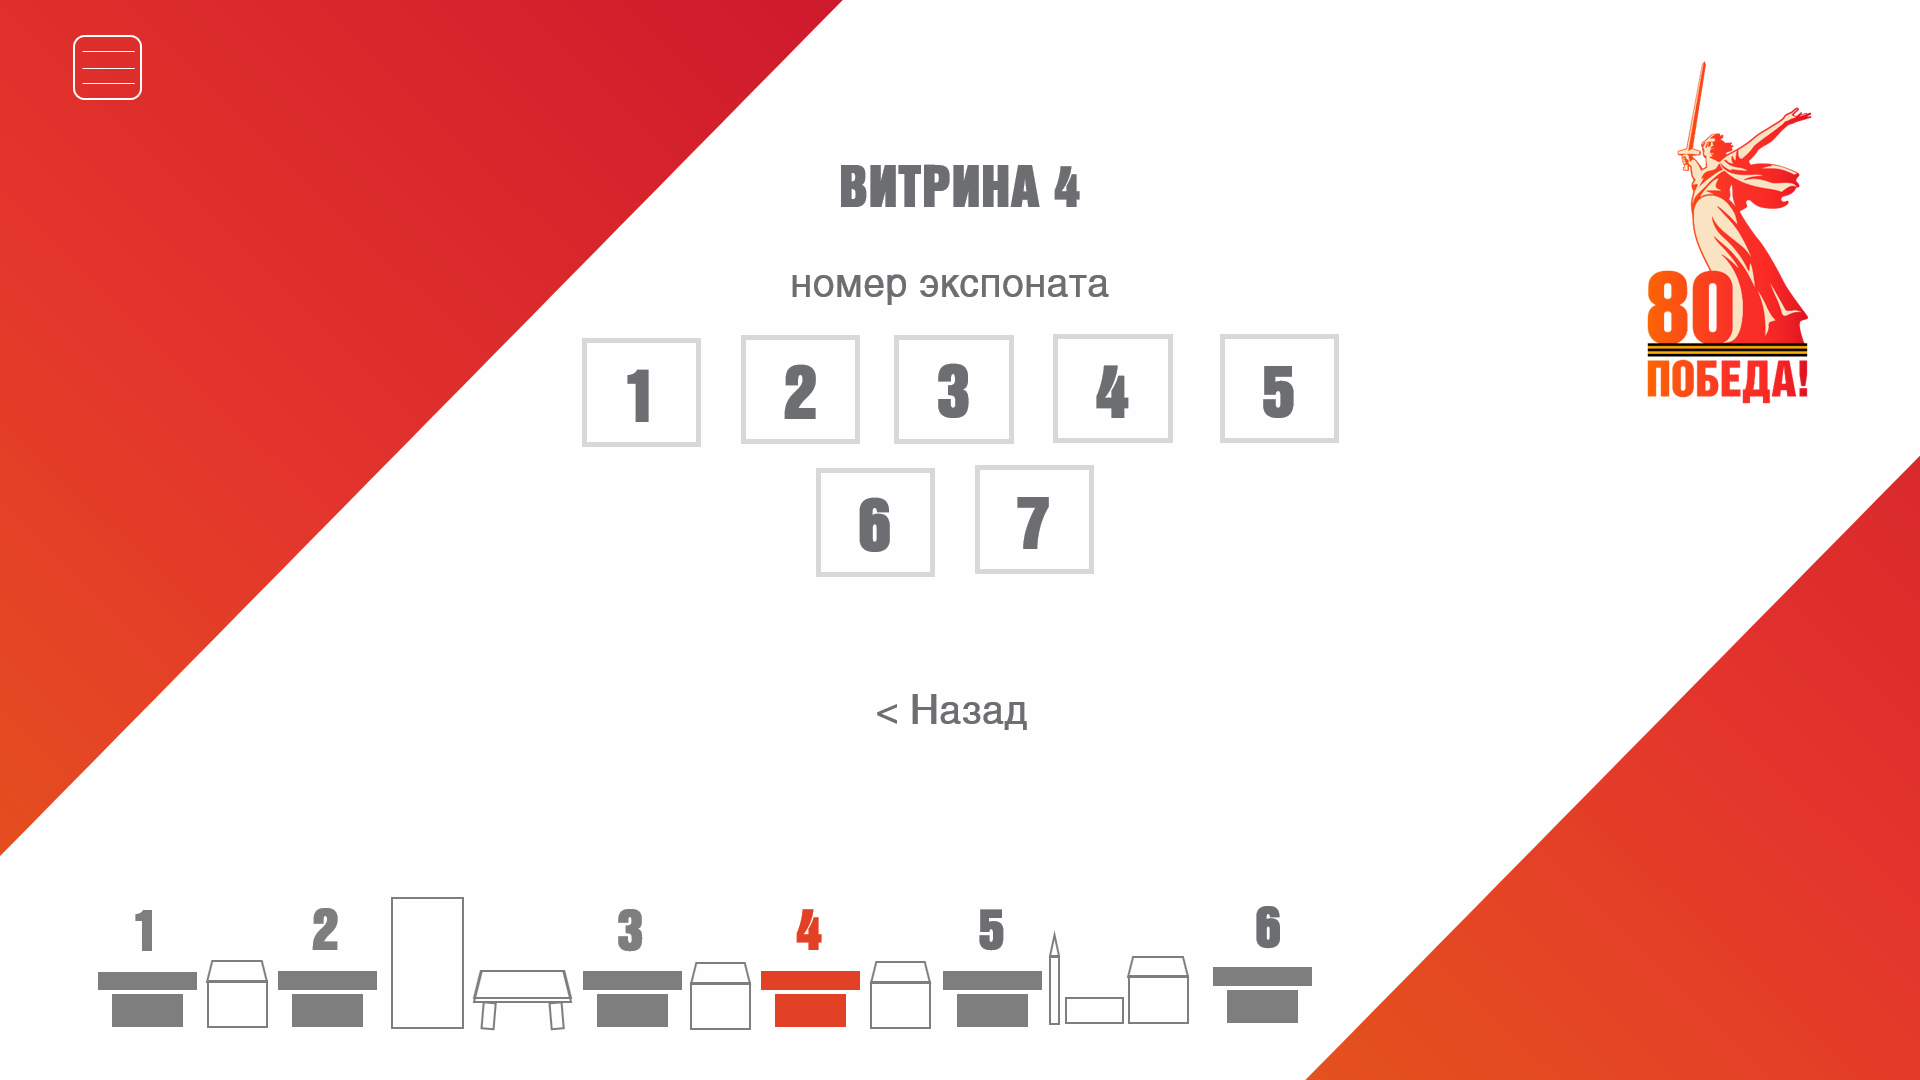 ВИТРИНА 4
номер экспоната
1 2 3 4 5
6 7
80
ПОБЕДА!
< Назад
1 2 3 4 5 6